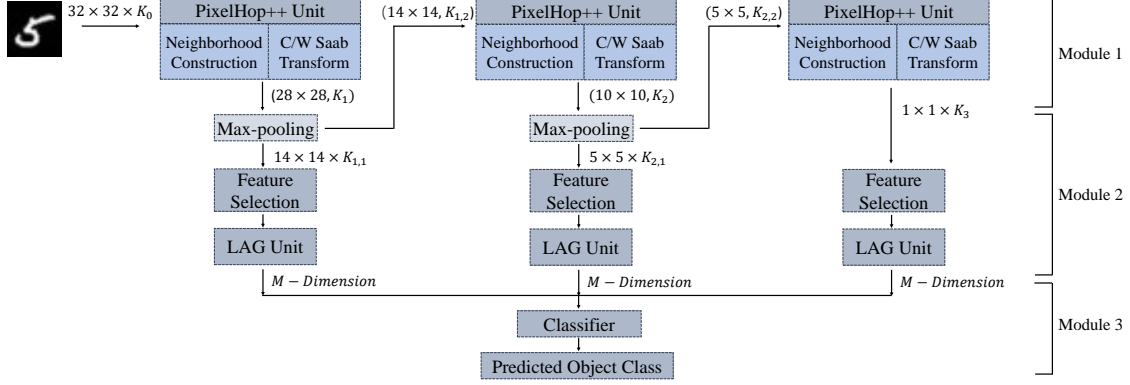 32 × 32 × K₀
PixelHop++ Unit
(14 × 14, K₁,₂)
PixelHop++ Unit
(5 × 5, K₂,₂)
PixelHop++ Unit
Neighborhood Construction
C/W Saab Transform
Neighborhood Construction
C/W Saab Transform
Neighborhood Construction
C/W Saab Transform
Module 1
(28 × 28, K₁)
(10 × 10, K₂)
1 × 1 × K₃
Max-pooling
Max-pooling
14 × 14 × K₁,₁
5 × 5 × K₂,₁
Feature Selection
Feature Selection
Feature Selection
Module 2
LAG Unit
LAG Unit
LAG Unit
M − Dimension
M − Dimension
M − Dimension
Classifier
Module 3
Predicted Object Class
5